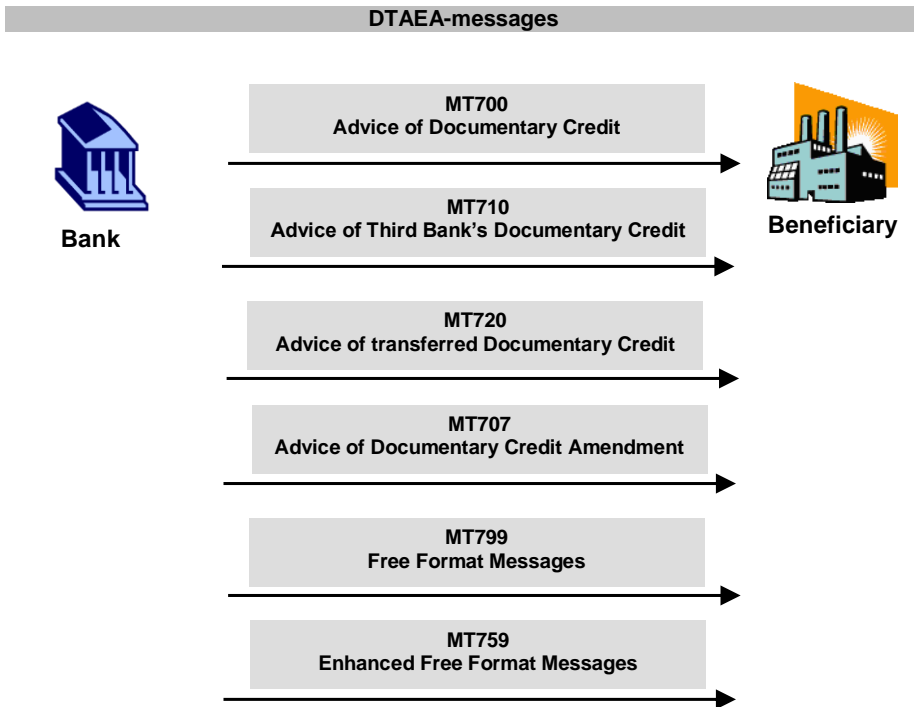 DTAEA-messages
MT700
Advice of Documentary Credit
Bank
MT710
Advice of Third Bank's Documentary Credit
Beneficiary
MT720
Advice of transferred Documentary Credit
MT707
Advice of Documentary Credit Amendment
MT799
Free Format Messages
MT759
Enhanced Free Format Messages